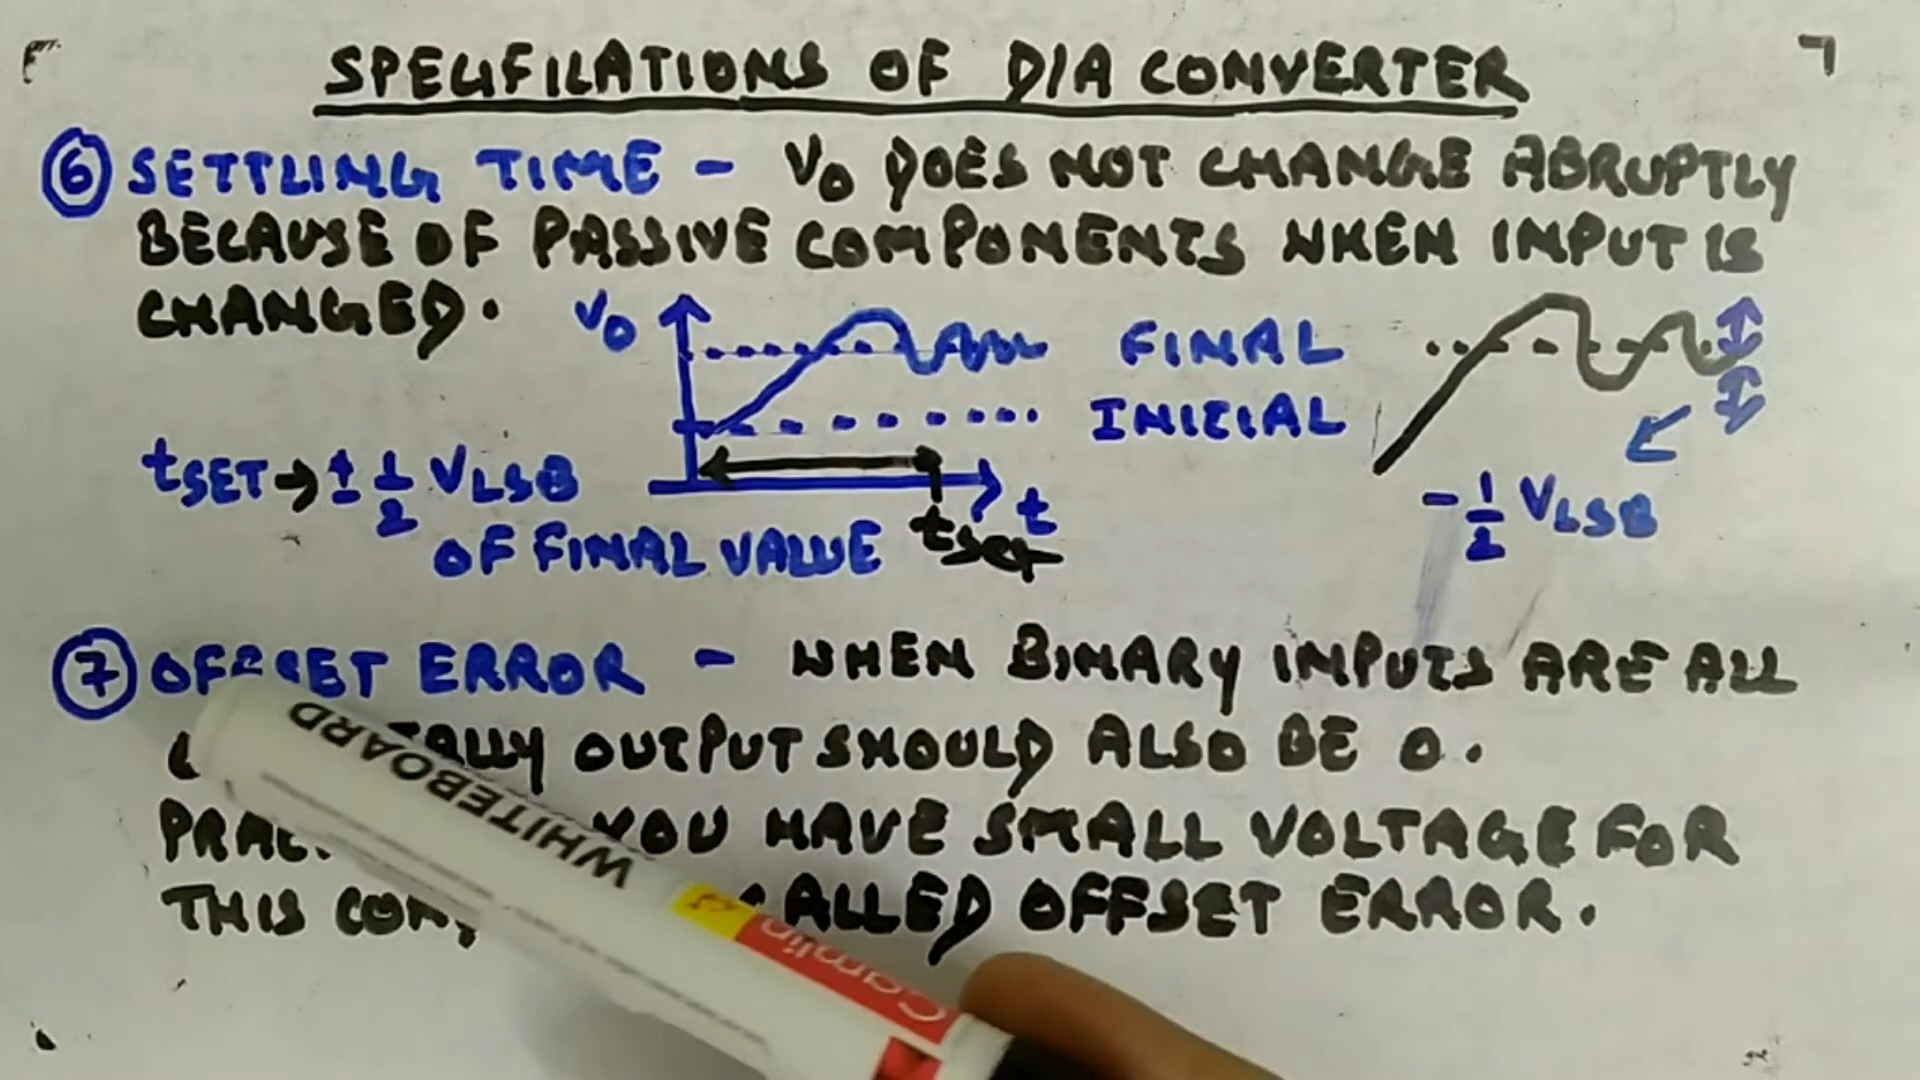 SPECIFICATIONS OF D/A CONVERTER
⑥ SETTLING TIME - V0 DOES NOT CHANGE ABRUPTLY
BECAUSE OF PASSIVE COMPONENTS WHEN INPUT IS
CHANGED.
V0
FINAL
INITIAL
tSET → ± 1/2 VLSB
OF FINAL VALUE
t
tset
- 1/2 VLSB
⑦ OFFSET ERROR - WHEN BINARY INPUTS ARE ALL
OUTPUT SHOULD ALSO BE 0.
YOU HAVE SMALL VOLTAGE FOR
THIS CALLED OFFSET ERROR.
WHITEBOARD
Camlin